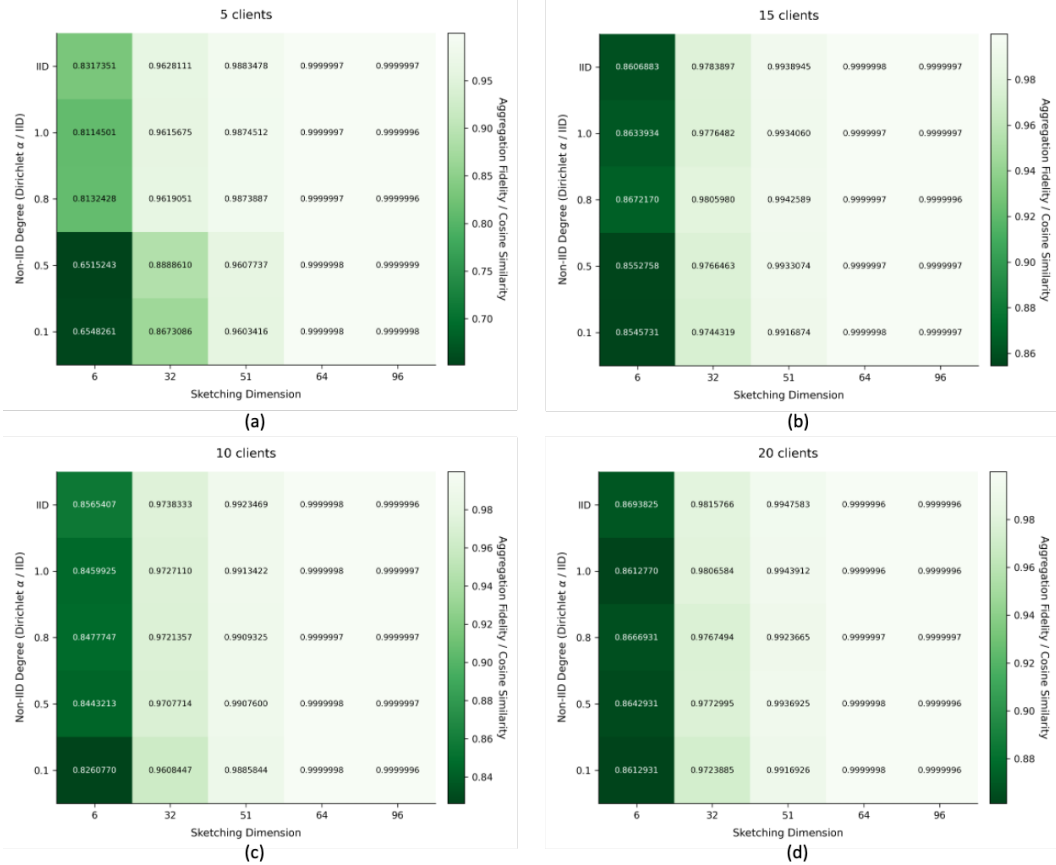 5 clients
Non-IID Degree (Dirichlet α / IID)
IID 0.8317351 0.9628111 0.9883478 0.9999997 0.9999997
1.0 0.8114501 0.9615675 0.9874512 0.9999997 0.9999996
0.8 0.8132428 0.9619051 0.9873887 0.9999997 0.9999996
0.5 0.6515243 0.8888610 0.9607737 0.9999998 0.9999999
0.1 0.6548261 0.8673086 0.9603416 0.9999998 0.9999998
6 32 51 64 96
Sketching Dimension
0.95
0.90
0.85
0.80
0.75
0.70
Aggregation Fidelity / Cosine Similarity
(a)
15 clients
Non-IID Degree (Dirichlet α / IID)
IID 0.8606883 0.9783897 0.9938945 0.9999998 0.9999997
1.0 0.8633934 0.9776482 0.9934060 0.9999997 0.9999997
0.8 0.8672170 0.9805980 0.9942589 0.9999997 0.9999996
0.5 0.8552758 0.9766463 0.9933074 0.9999997 0.9999997
0.1 0.8545731 0.9744319 0.9916874 0.9999998 0.9999997
6 32 51 64 96
Sketching Dimension
0.98
0.96
0.94
0.92
0.90
0.88
0.86
Aggregation Fidelity / Cosine Similarity
(b)
10 clients
Non-IID Degree (Dirichlet α / IID)
IID 0.8565407 0.9738333 0.9923469 0.9999998 0.9999996
1.0 0.8459925 0.9727110 0.9913422 0.9999998 0.9999997
0.8 0.8477747 0.9721357 0.9909325 0.9999997 0.9999997
0.5 0.8443213 0.9707714 0.9907600 0.9999998 0.9999997
0.1 0.8260770 0.9608447 0.9885844 0.9999998 0.9999996
6 32 51 64 96
Sketching Dimension
0.98
0.96
0.94
0.92
0.90
0.88
0.86
0.84
Aggregation Fidelity / Cosine Similarity
(c)
20 clients
Non-IID Degree (Dirichlet α / IID)
IID 0.8693825 0.9815766 0.9947583 0.9999996 0.9999996
1.0 0.8612770 0.9806584 0.9943912 0.9999996 0.9999996
0.8 0.8666931 0.9767494 0.9923665 0.9999997 0.9999997
0.5 0.8642931 0.9772995 0.9936925 0.9999998 0.9999996
0.1 0.8612931 0.9723885 0.9916926 0.9999998 0.9999996
6 32 51 64 96
Sketching Dimension
0.98
0.96
0.94
0.92
0.90
0.88
Aggregation Fidelity / Cosine Similarity
(d)